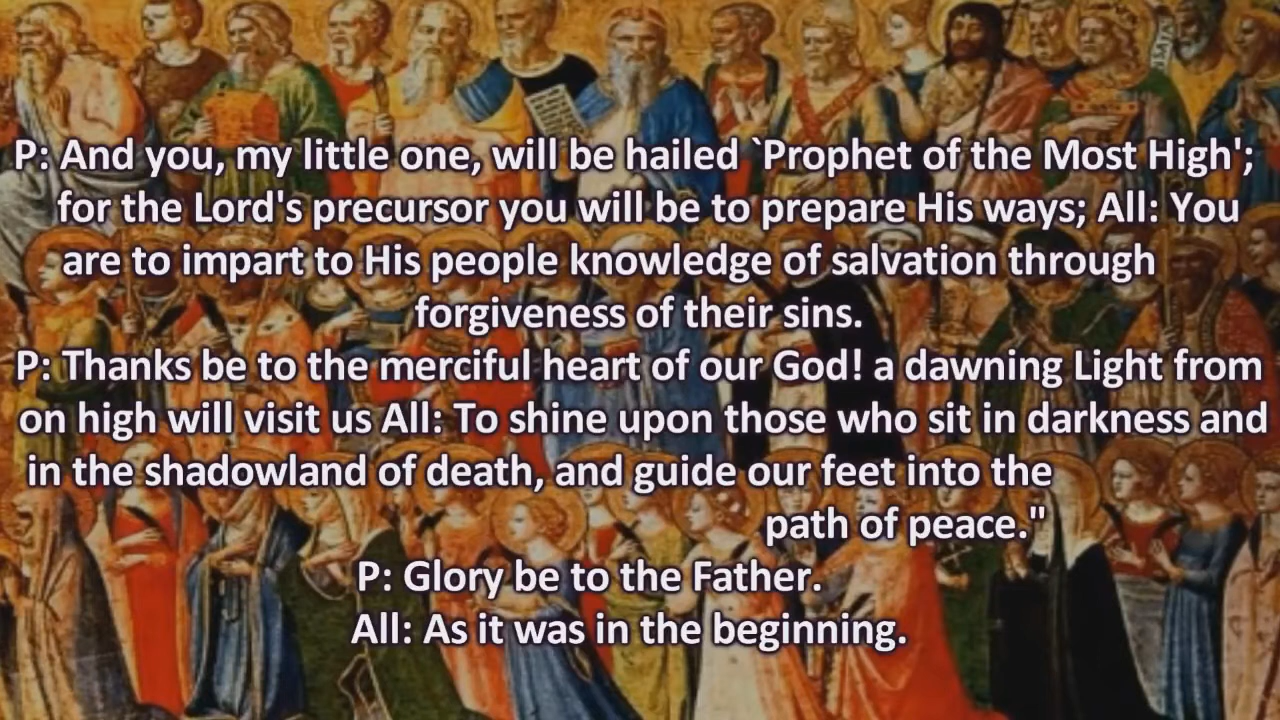 P: And you, my little one, will be hailed `Prophet of the Most High';
for the Lord's precursor you will be to prepare His ways; All: You
are to impart to His people knowledge of salvation through
forgiveness of their sins.
P: Thanks be to the merciful heart of our God! a dawning Light from
on high will visit us All: To shine upon those who sit in darkness and
in the shadowland of death, and guide our feet into the
path of peace."
P: Glory be to the Father.
All: As it was in the beginning.